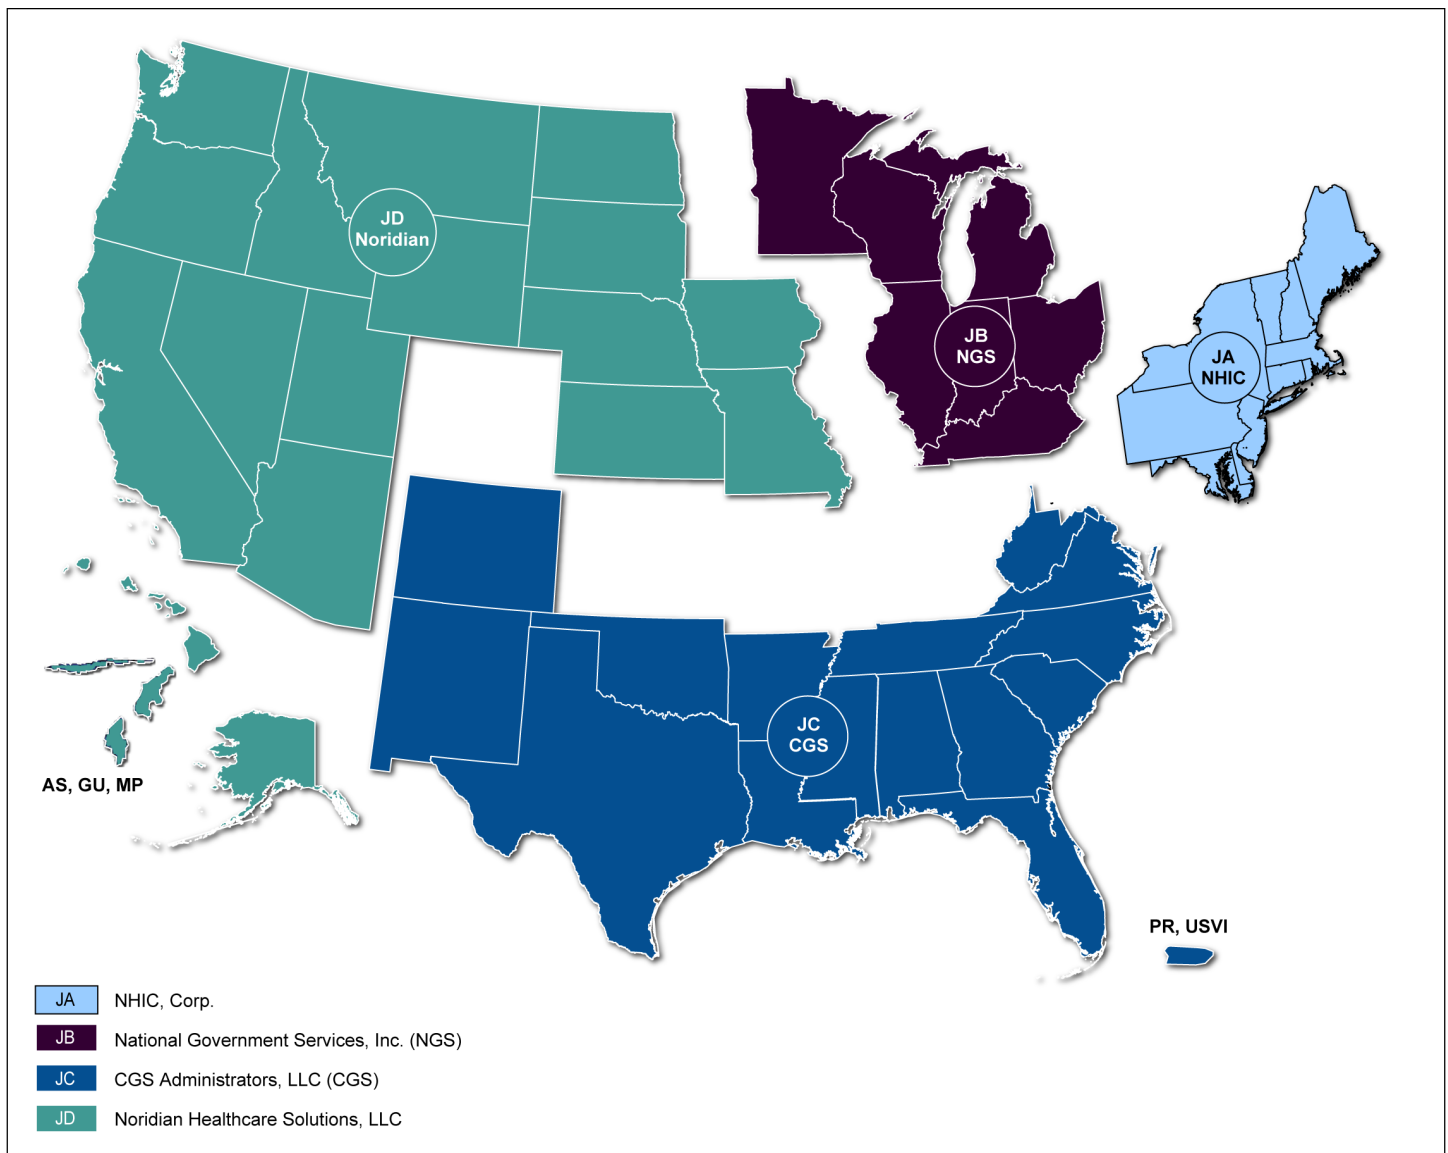 JD
Noridian
JB
NGS
JA
NHIC
JC
CGS
AS, GU, MP
PR, USVI
JA NHIC, Corp.
JB National Government Services, Inc. (NGS)
JC CGS Administrators, LLC (CGS)
JD Noridian Healthcare Solutions, LLC